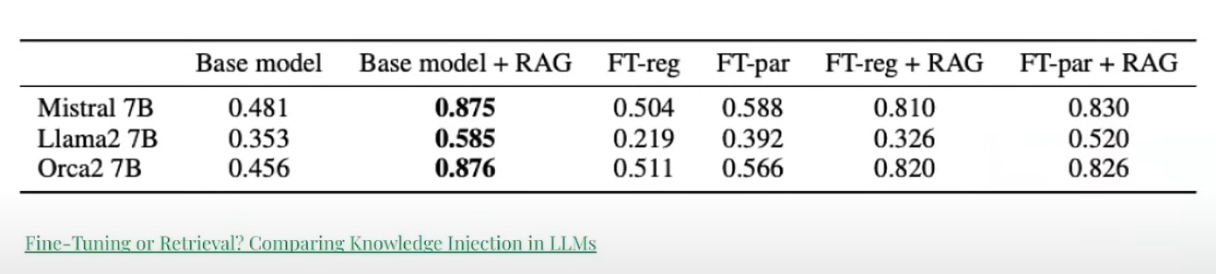 Base model Base model + RAG FT-reg FT-par FT-reg + RAG FT-par + RAG
Mistral 7B 0.481 0.875 0.504 0.588 0.810 0.830
Llama2 7B 0.353 0.585 0.219 0.392 0.326 0.520
Orca2 7B 0.456 0.876 0.511 0.566 0.820 0.826
Fine-Tuning or Retrieval? Comparing Knowledge Injection in LLMs